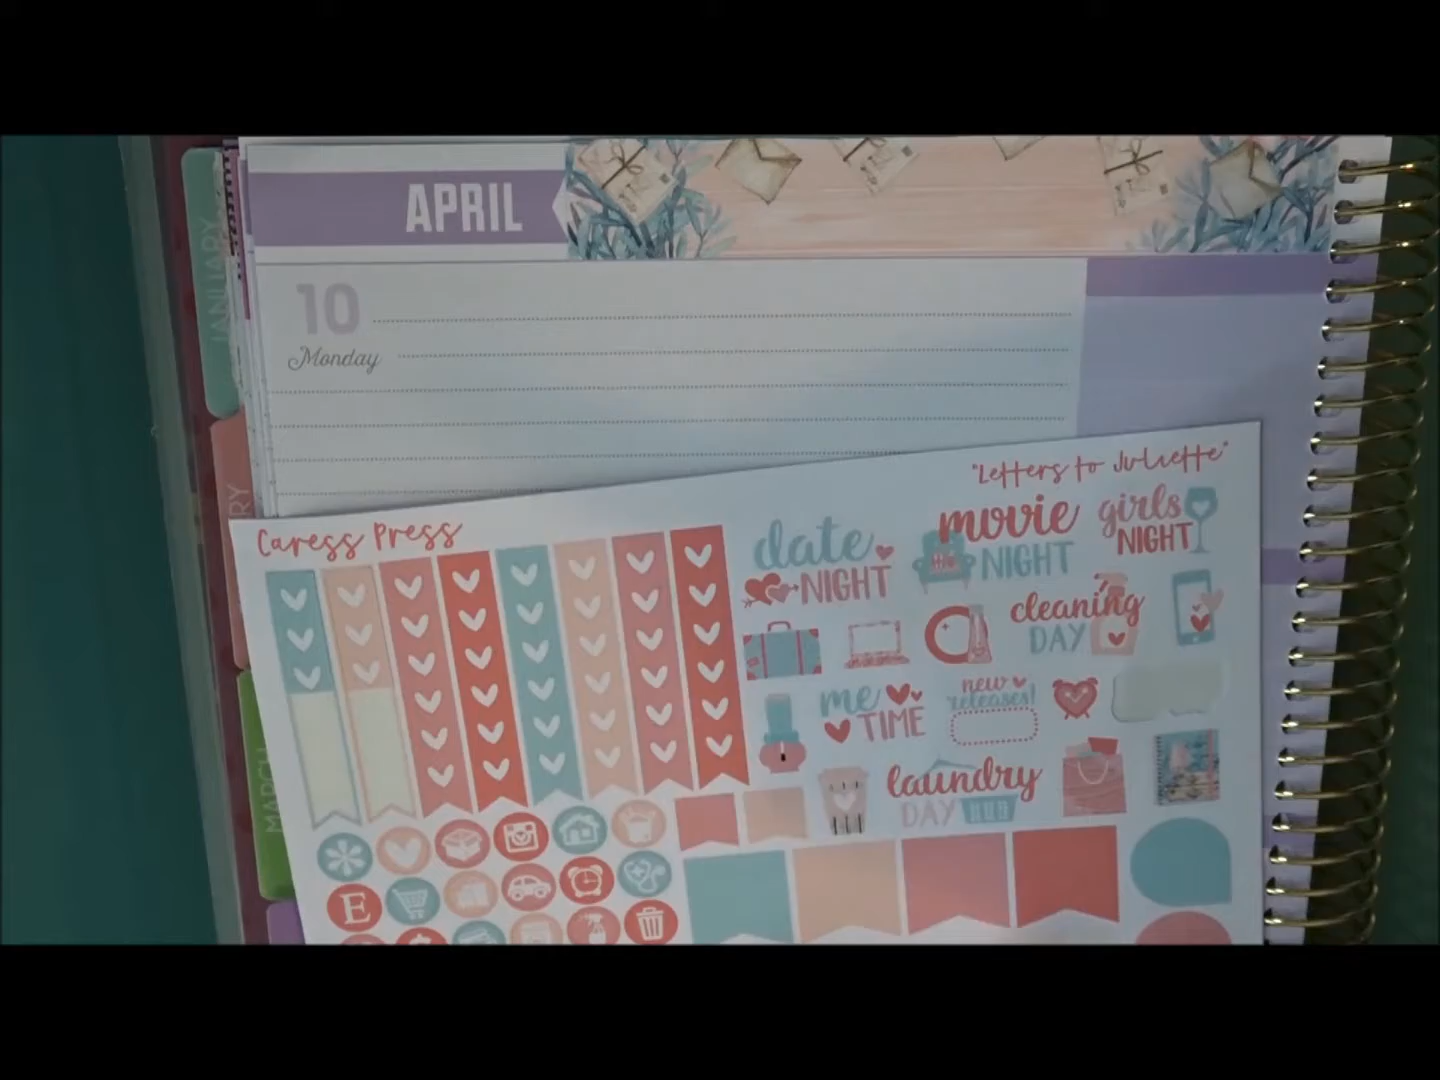 APRIL
JANUARY
10
Monday
RY
"Letters to Juliette"
Caress Press
date
NIGHT
movie
NIGHT
girls
NIGHT
cleaning
DAY
me
TIME
new
releases!
MARCH
laundry
DAY
E